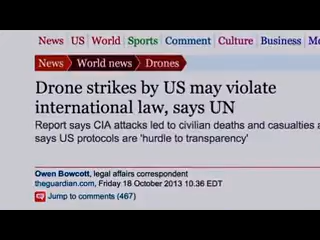 News US World Sports Comment Culture Business
News World news Drones
Drone strikes by US may violate
international law, says UN
Report says CIA attacks led to civilian deaths and casualties
says US protocols are 'hurdle to transparency'
Owen Bowcott, legal affairs correspondent
theguardian.com, Friday 18 October 2013 10.36 EDT
Jump to comments (467)